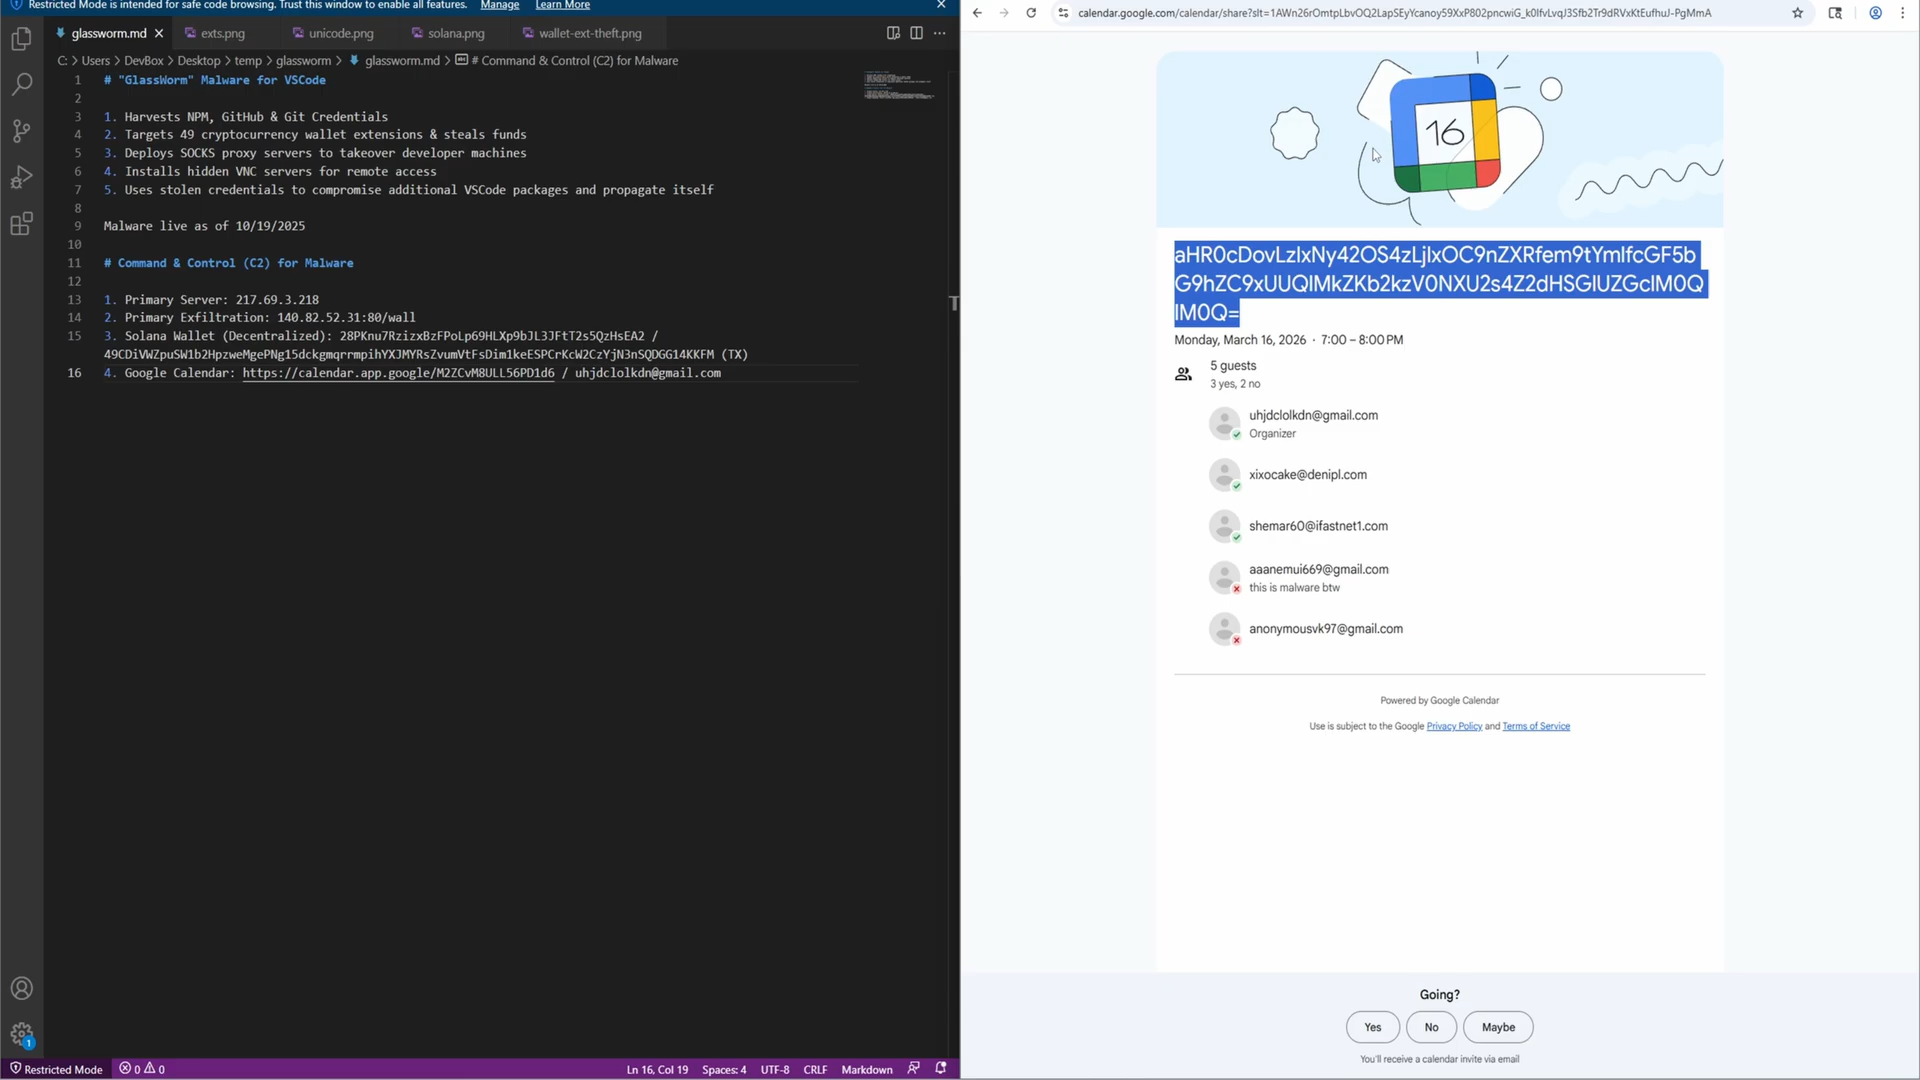 Restricted Mode is intended for safe code browsing. Trust this window to enable all features. Manage Learn More
glassworm.md exts.png unicode.png solana.png wallet-ext-theft.png
C: > Users > DevBox > Desktop > temp > glassworm > glassworm.md > # Command & Control (C2) for Malware
1 # "GlassWorm" Malware for VSCode
2
3 1. Harvests NPM, GitHub & Git Credentials
4 2. Targets 49 cryptocurrency wallet extensions & steals funds
5 3. Deploys SOCKS proxy servers to takeover developer machines
6 4. Installs hidden VNC servers for remote access
7 5. Uses stolen credentials to compromise additional VSCode packages and propagate itself
8
9 Malware live as of 10/19/2025
10
11 # Command & Control (C2) for Malware
12
13 1. Primary Server: 217.69.3.218
14 2. Primary Exfiltration: 140.82.52.31:80/wall
15 3. Solana Wallet (Decentralized): 28PKnu7RzizxBzFPoLp69HLXp9bJL3JFtT2s5QzHsEA2 /
49CDiVWZpuSW1b2HpzweMgePNg15dckgmqrrmpihYXJMYRsZvumVtFsDim1keESPCrKcW2CzYjN3nSQDGG14KKFM (TX)
16 4. Google Calendar: https://calendar.app.google/M2ZCvM8ULL56PD1d6 / uhjdclolkdn@gmail.com
Restricted Mode 0 0 Ln 16, Col 19 Spaces: 4 UTF-8 CRLF Markdown
1
calendar.google.com/calendar/share?slt=1AWn26rOmtpLbvOQ2LapSEyYcanoy59XxP802pncwiG_k0IfvLvqJ3Sfb2Tr9dRVxKtEufhuJ-PgMmA
16
aHR0cDovLzIxNy42OS4zLjIxOC9nZXRfem9tYmlfcGF5b
G9hZC9xUUQlMkZKb2kzV0NXU2s4Z2dHSGlUZGclM0Q
lM0Q=
Monday, March 16, 2026 · 7:00 – 8:00 PM
5 guests
3 yes, 2 no
uhjdclolkdn@gmail.com
Organizer
xixocake@denipl.com
shemar60@ifastnet1.com
aaanemui669@gmail.com
this is malware btw
anonymousvk97@gmail.com
Powered by Google Calendar
Use is subject to the Google Privacy Policy and Terms of Service
Going?
Yes No Maybe
You'll receive a calendar invite via email